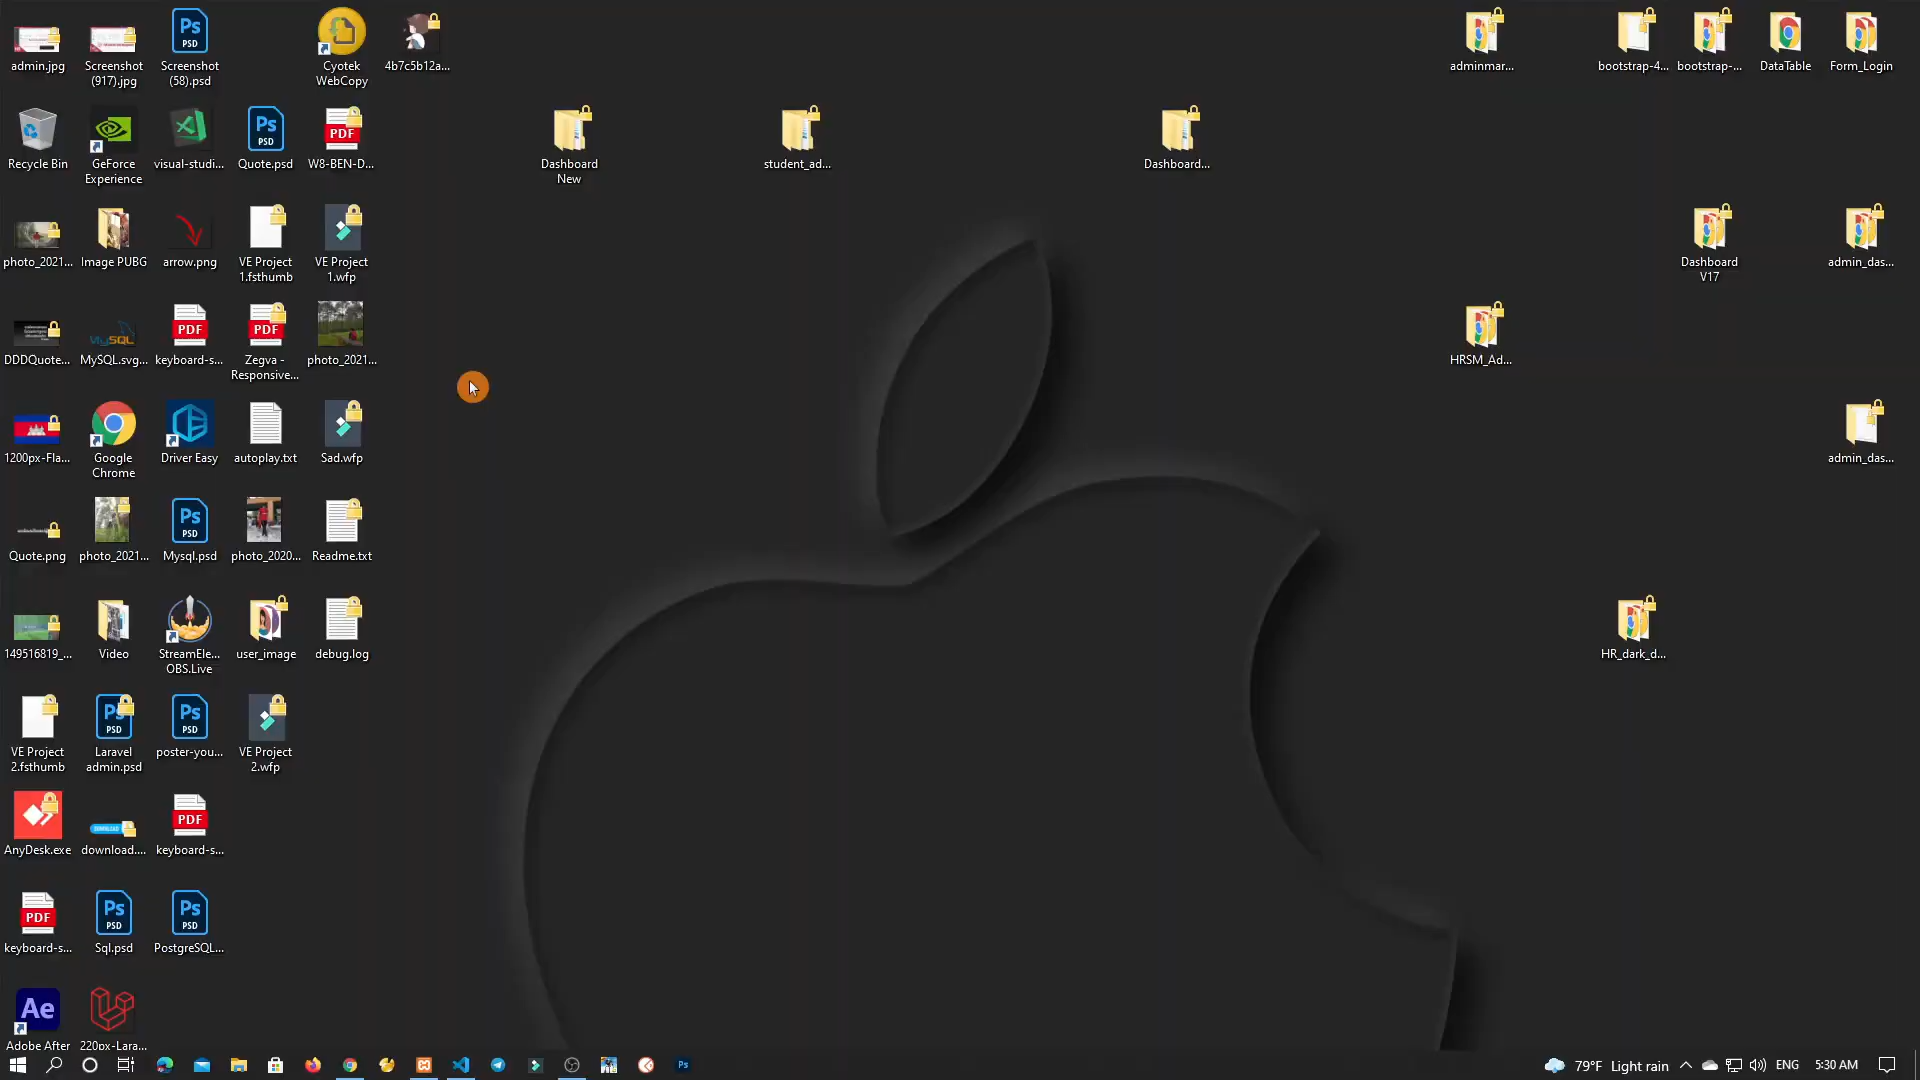 admin.jpg
Screenshot
(917).jpg
Screenshot
(58).psd
Cyotek
WebCopy
4b7c5b12a...
adminmar...
bootstrap-4...
bootstrap-...
DataTable
Form_Login
Recycle Bin
GeForce
Experience
visual-studi...
Quote.psd
W8-BEN-D...
Dashboard
New
student_ad...
Dashboard...
photo_2021...
Image PUBG
arrow.png
VE Project
1.fsthumb
VE Project
1.wfp
Dashboard
V17
admin_das...
DDDQuote...
MySQL.svg...
keyboard-s...
Zegva -
Responsive...
photo_2021...
HRSM_Ad...
1200px-Fla...
Google
Chrome
Driver Easy
autoplay.txt
Sad.wfp
admin_das...
Quote.png
photo_2021...
Mysql.psd
photo_2020...
Readme.txt
149516819_...
Video
StreamEle...
OBS.Live
user_image
debug.log
HR_dark_d...
VE Project
2.fsthumb
Laravel
admin.psd
poster-you...
VE Project
2.wfp
AnyDesk.exe
download....
keyboard-s...
keyboard-s...
Sql.psd
PostgreSQL...
Adobe After
220px-Lara...
79°F Light rain
ENG
5:30 AM